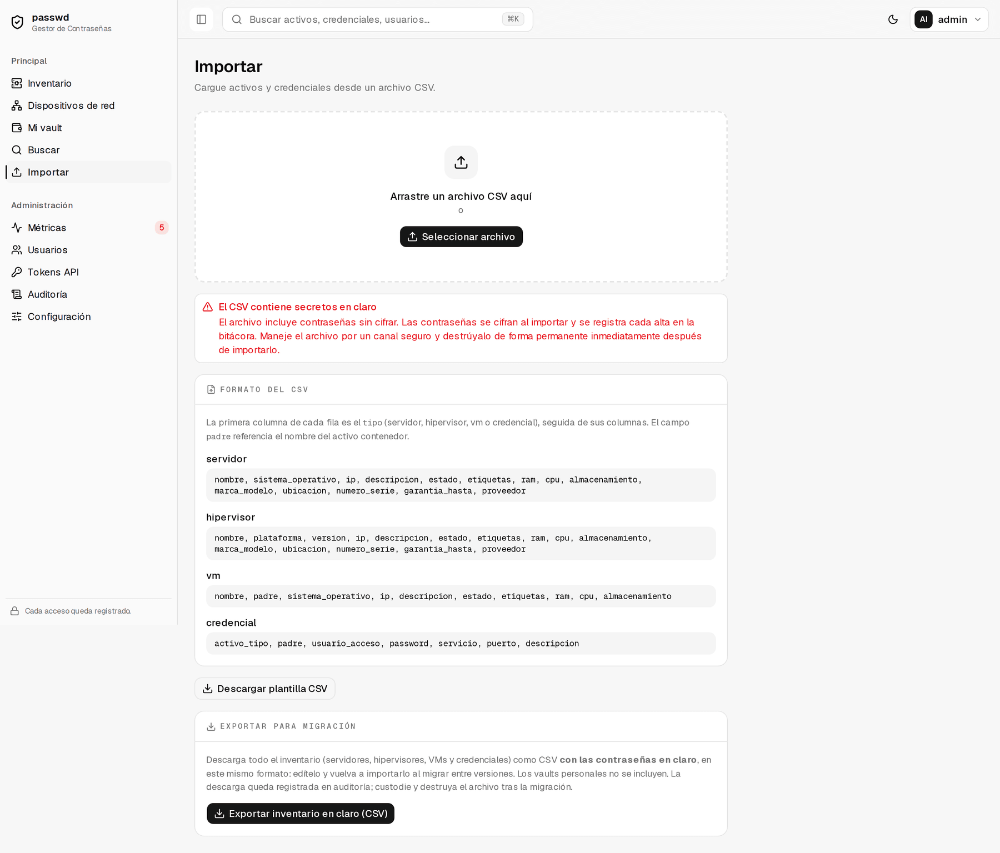 passwd
Gestor de Contraseñas
Buscar activos, credenciales, usuarios...
⌘K
AI
admin
Principal
Inventario
Dispositivos de red
Mi vault
Buscar
Importar
Administración
Métricas
5
Usuarios
Tokens API
Auditoría
Configuración
Cada acceso queda registrado.
Importar
Cargue activos y credenciales desde un archivo CSV.
Arrastre un archivo CSV aquí
o
Seleccionar archivo
El CSV contiene secretos en claro
El archivo incluye contraseñas sin cifrar. Las contraseñas se cifran al importar y se registra cada alta en la
bitácora. Maneje el archivo por un canal seguro y destrúyalo de forma permanente inmediatamente después
de importarlo.
FORMATO DEL CSV
La primera columna de cada fila es el tipo (servidor, hipervisor, vm o credencial), seguida de sus columnas. El campo
padre referencia el nombre del activo contenedor.
servidor
nombre, sistema_operativo, ip, descripcion, estado, etiquetas, ram, cpu, almacenamiento,
marca_modelo, ubicacion, numero_serie, garantia_hasta, proveedor
hipervisor
nombre, plataforma, version, ip, descripcion, estado, etiquetas, ram, cpu, almacenamiento,
marca_modelo, ubicacion, numero_serie, garantia_hasta, proveedor
vm
nombre, padre, sistema_operativo, ip, descripcion, estado, etiquetas, ram, cpu, almacenamiento
credencial
activo_tipo, padre, usuario_acceso, password, servicio, puerto, descripcion
Descargar plantilla CSV
EXPORTAR PARA MIGRACIÓN
Descarga todo el inventario (servidores, hipervisores, VMs y credenciales) como CSV con las contraseñas en claro, en
este mismo formato: edítelo y vuelva a importarlo al migrar entre versiones. Los vaults personales no se incluyen. La
descarga queda registrada en auditoría; custodie y destruya el archivo tras la migración.
Exportar inventario en claro (CSV)